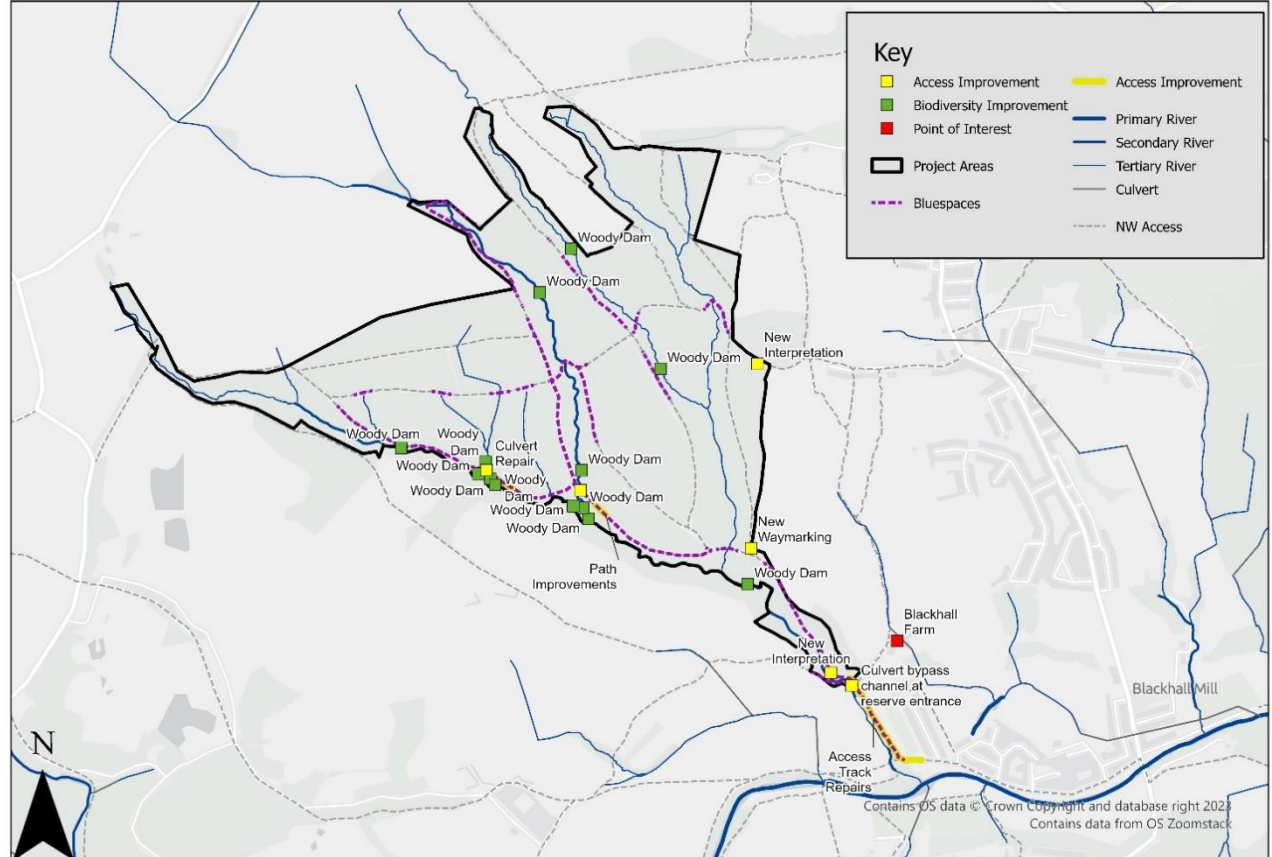 Key
Access Improvement
Biodiversity Improvement
Point of Interest
Project Areas
Bluespaces
Access Improvement
Primary River
Secondary River
Tertiary River
Culvert
NW Access
Woody Dam
Woody Dam
Woody Dam
New
Interpretation
Woody Dam
Woody
Dam
Culvert
Repair
Woody Dam
Woody
Dam
Woody Dam
Woody Dam
Woody Dam
Woody Dam
Woody Dam
Path
Improvements
New
Waymarking
Woody Dam
Blackhall
Farm
New
Interpretation
Culvert bypass
channel at
reserve entrance
Blackhall Mill
Access
Track
Repairs
N
Contains OS data © Crown Copyright and database right 2023
Contains data from OS Zoomstack